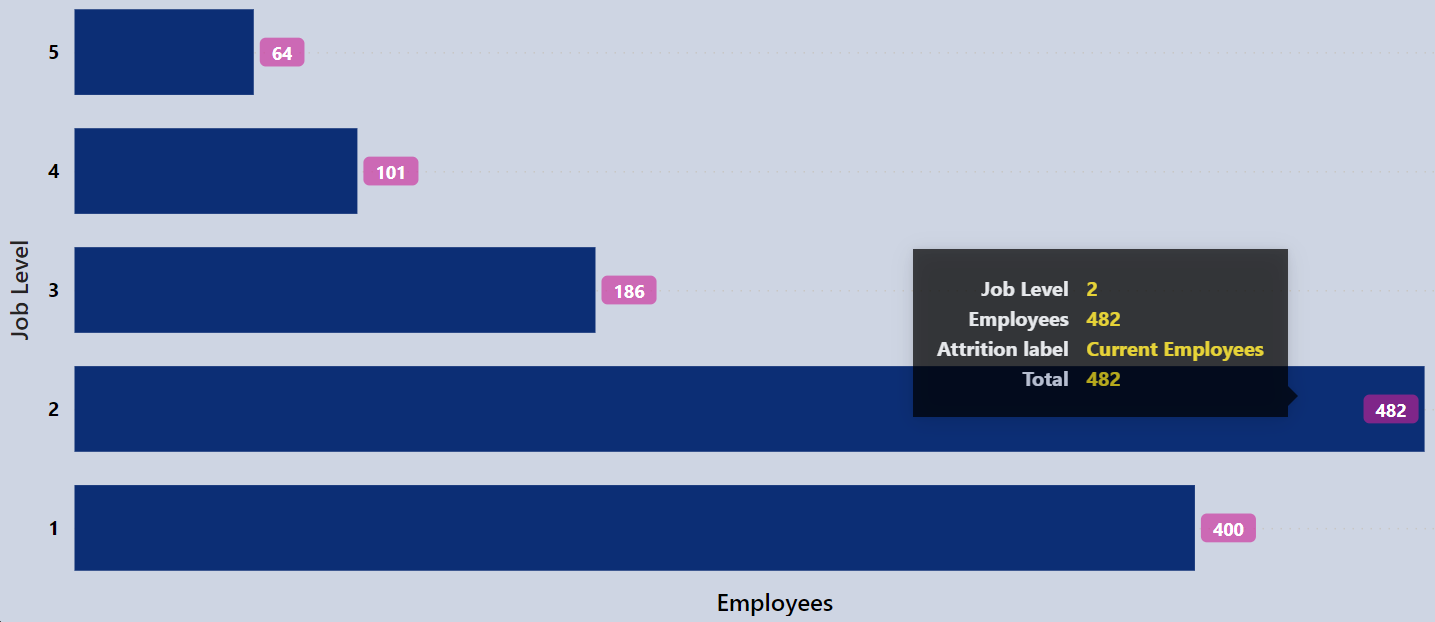 5
64
4
101
Job Level
3
186
Job Level 2
Employees 482
Attrition label Current Employees
Total 482
2
482
1
400
Employees